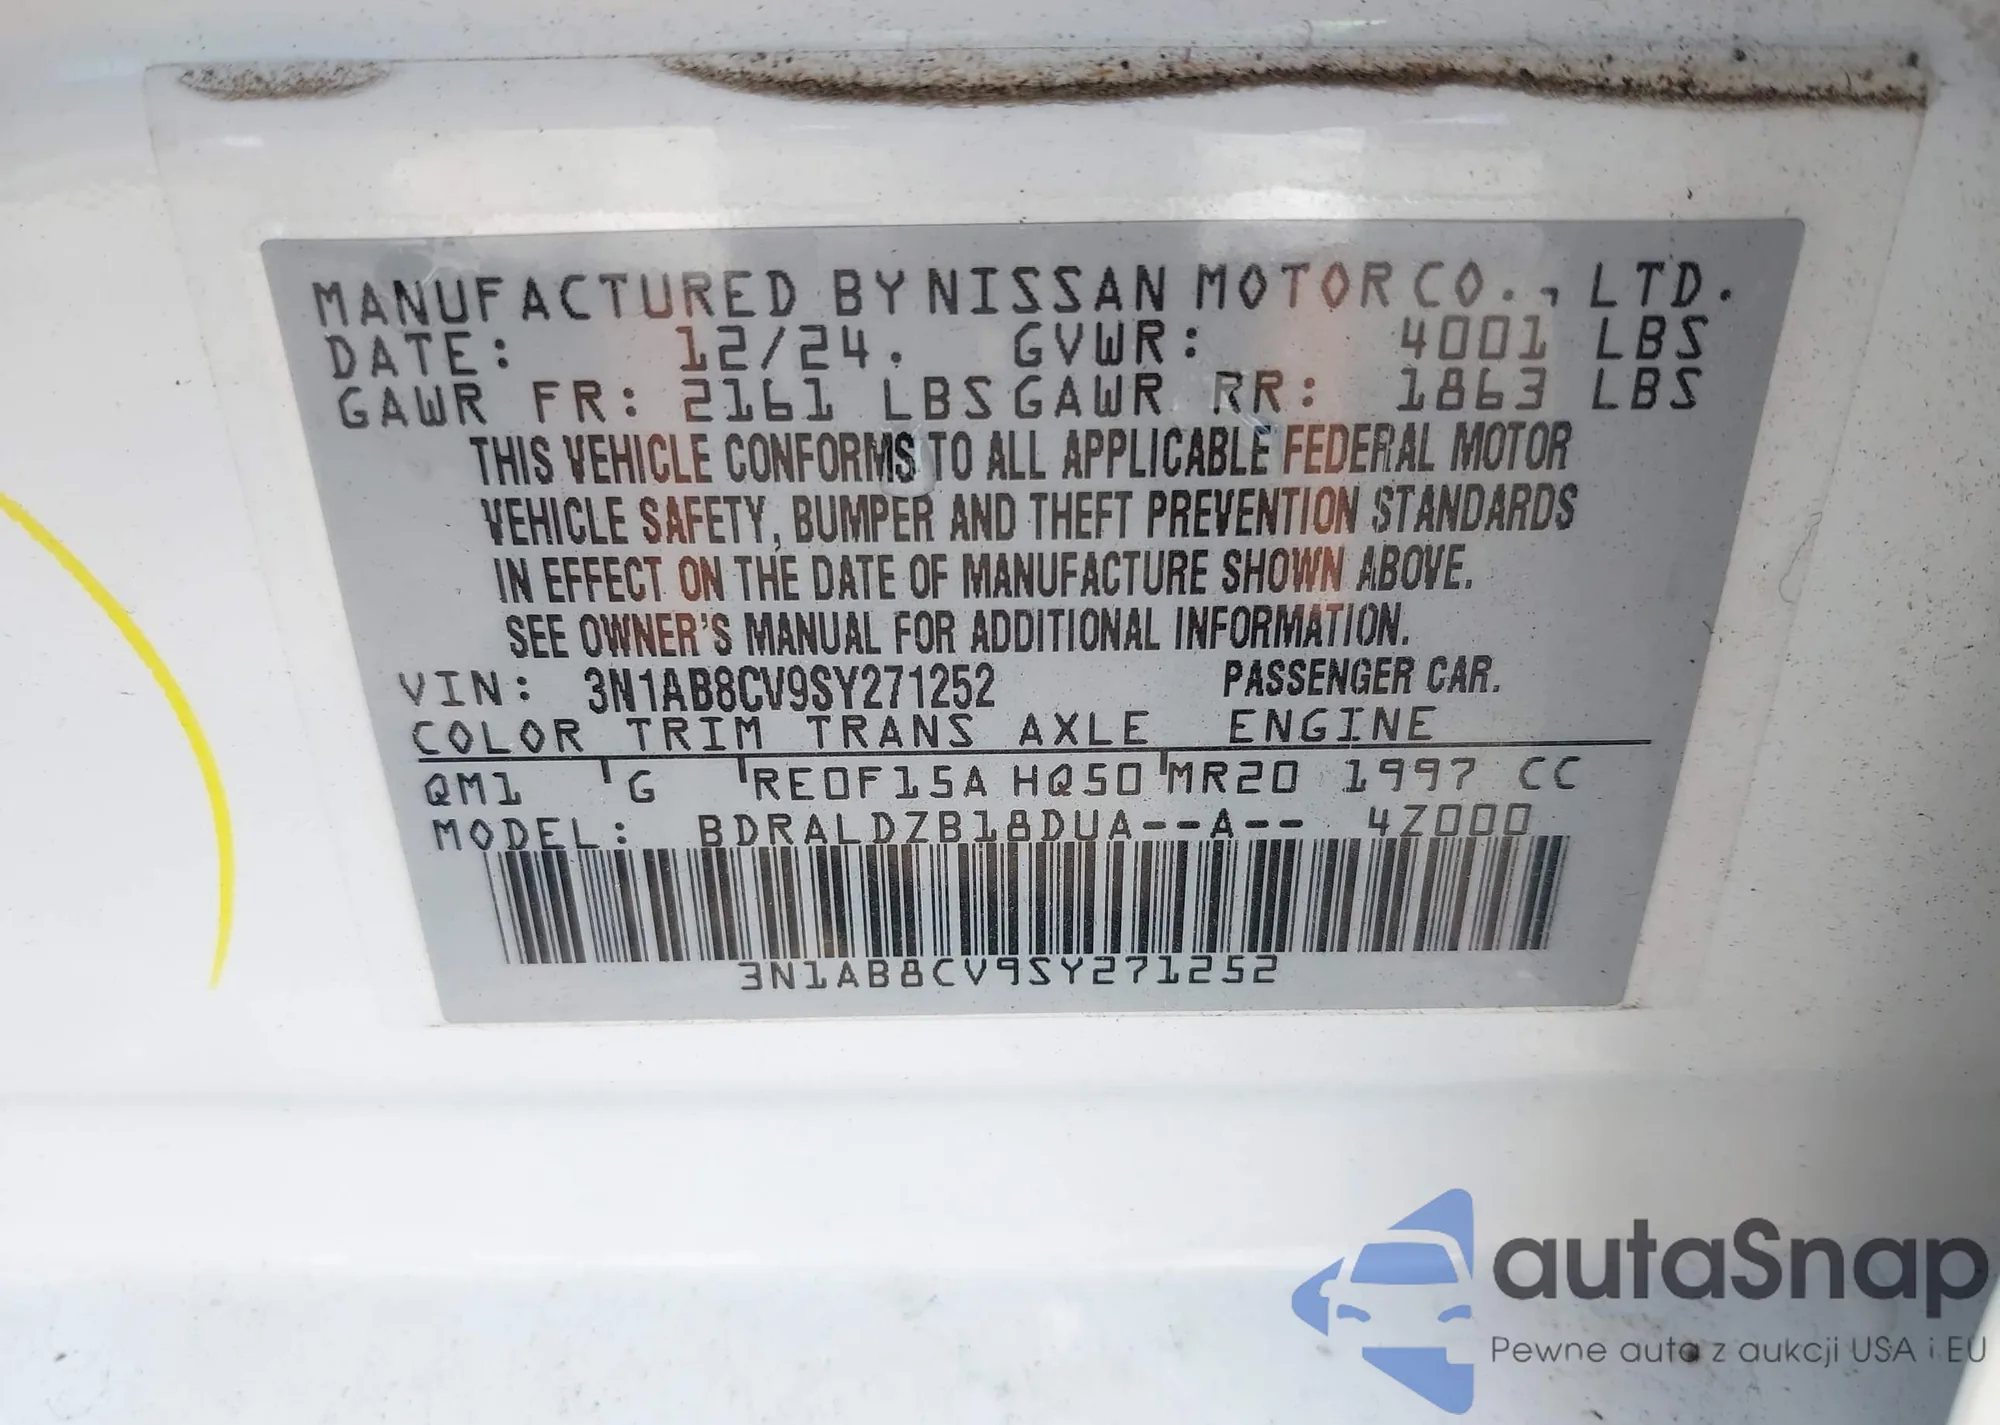 MANUFACTURED BY NISSAN MOTOR CO., LTD.
DATE: 12/24. GVWR: 4001 LBS
GAWR FR: 2161 LBS GAWR RR: 1863 LBS
THIS VEHICLE CONFORMS TO ALL APPLICABLE FEDERAL MOTOR
VEHICLE SAFETY, BUMPER AND THEFT PREVENTION STANDARDS
IN EFFECT ON THE DATE OF MANUFACTURE SHOWN ABOVE.
SEE OWNER'S MANUAL FOR ADDITIONAL INFORMATION.
VIN: 3N1AB8CV9SY271252 PASSENGER CAR.
COLOR TRIM TRANS AXLE ENGINE
QM1 G RE0F15A HQ50 MR20 1997 CC
MODEL: BDRALDZB18DUA--A-- 4Z000
3N1AB8CV9SY271252
autaSnap
Pewne auta z aukcji USA i EU